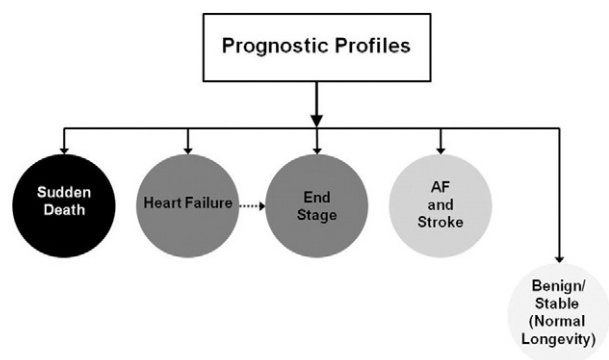 Prognostic Profiles
Sudden
Death
Heart Failure
End
Stage
AF
and
Stroke
Benign/
Stable
(Normal
Longevity)